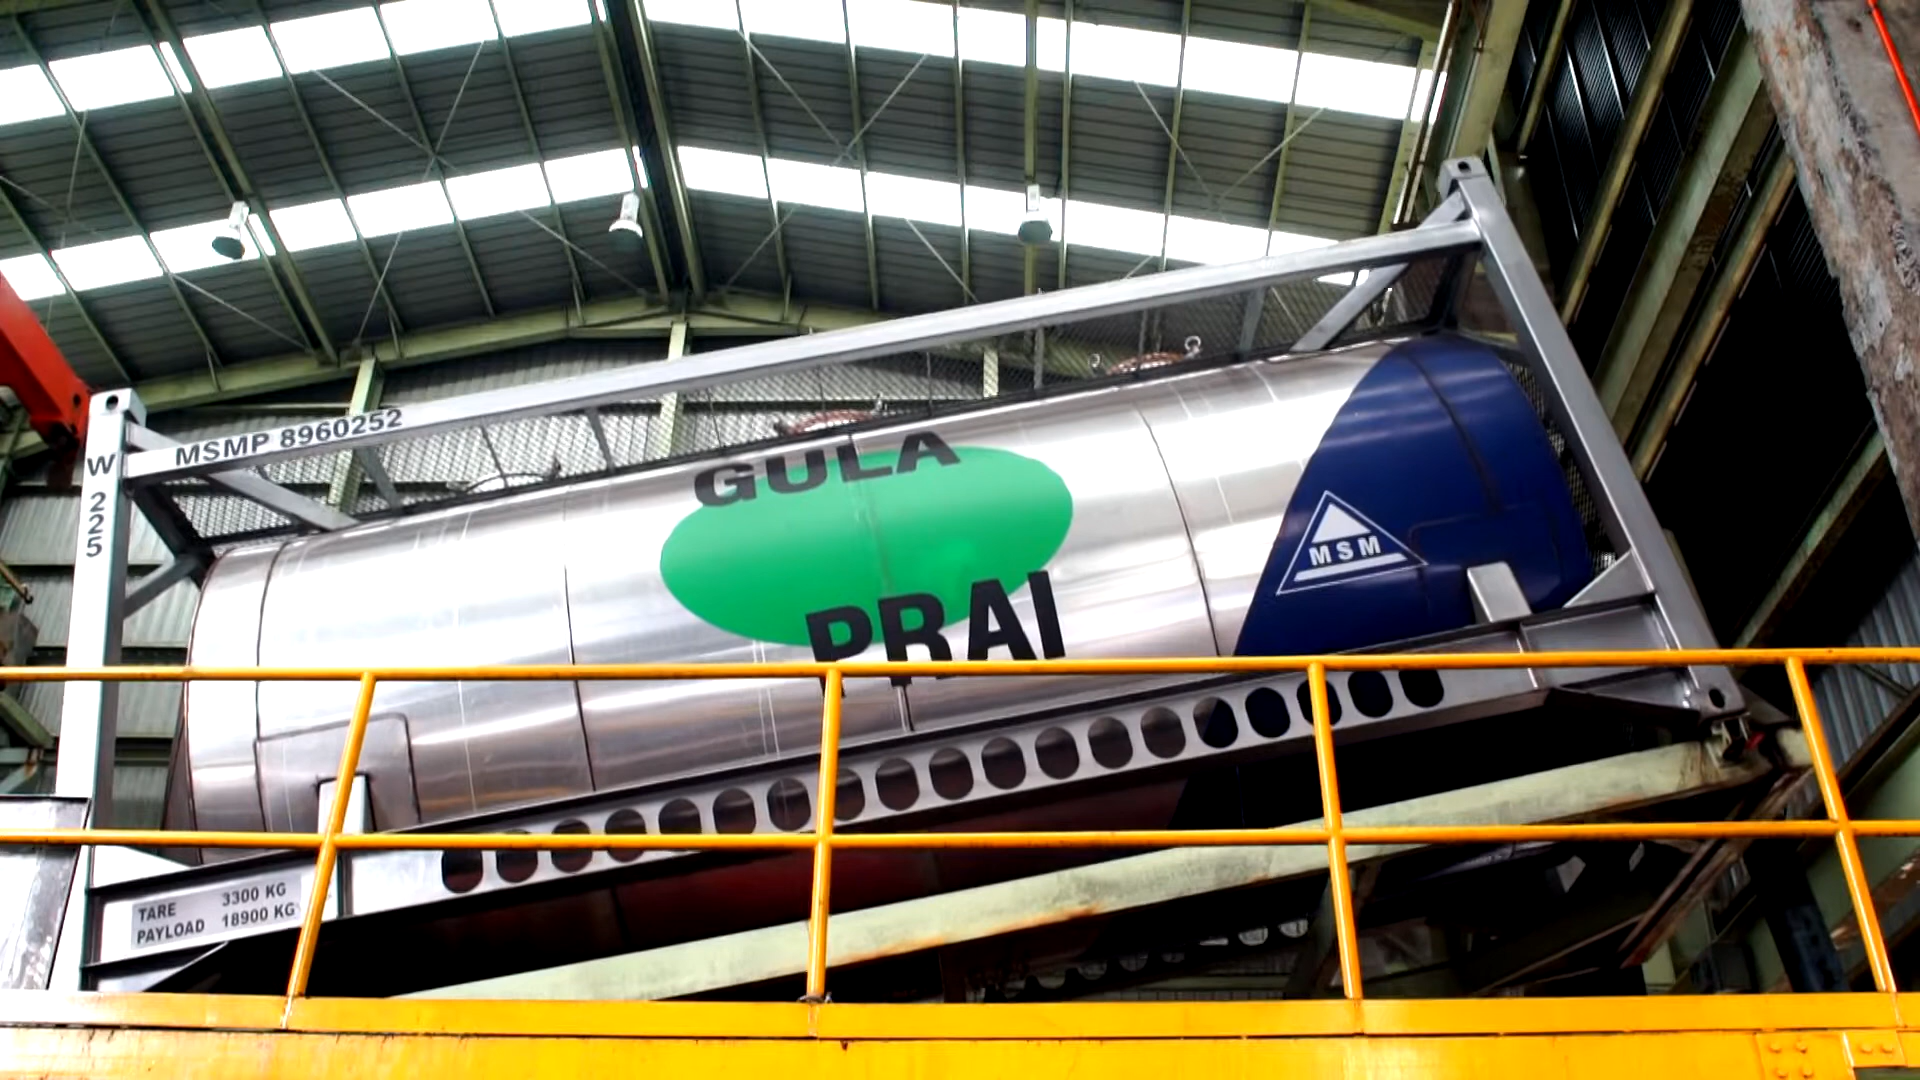 MSMP 8960252
W
225
GULA
PRAI
MSM
TARE 3300 KG
PAYLOAD 18900 KG